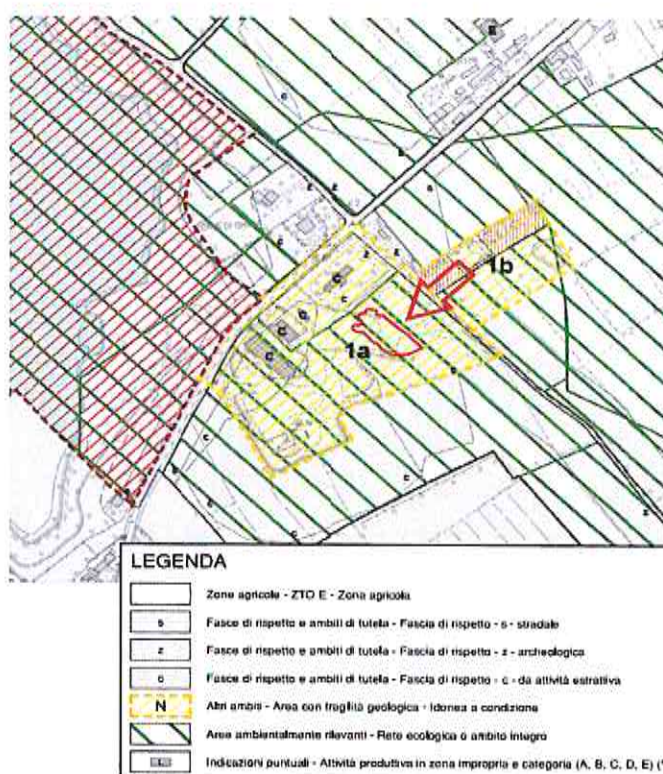 1b
1a
LEGENDA
Zone agricole - ZTO E - Zona agricola
s Fasce di rispetto e ambiti di tutela - Fascia di rispetto - s - stradale
z Fasce di rispetto e ambiti di tutela - Fascia di rispetto - z - archeologica
c Fasce di rispetto e ambiti di tutela - Fascia di rispetto - c - da attività estrattiva
N Altri ambiti - Area con fragilità geologica - Idonea a condizione
Aree ambientalmente rilevanti - Rete ecologica o ambito integro
Indicazioni puntuali - Attività produttiva in zona impropria e categoria (A, B, C, D, E)